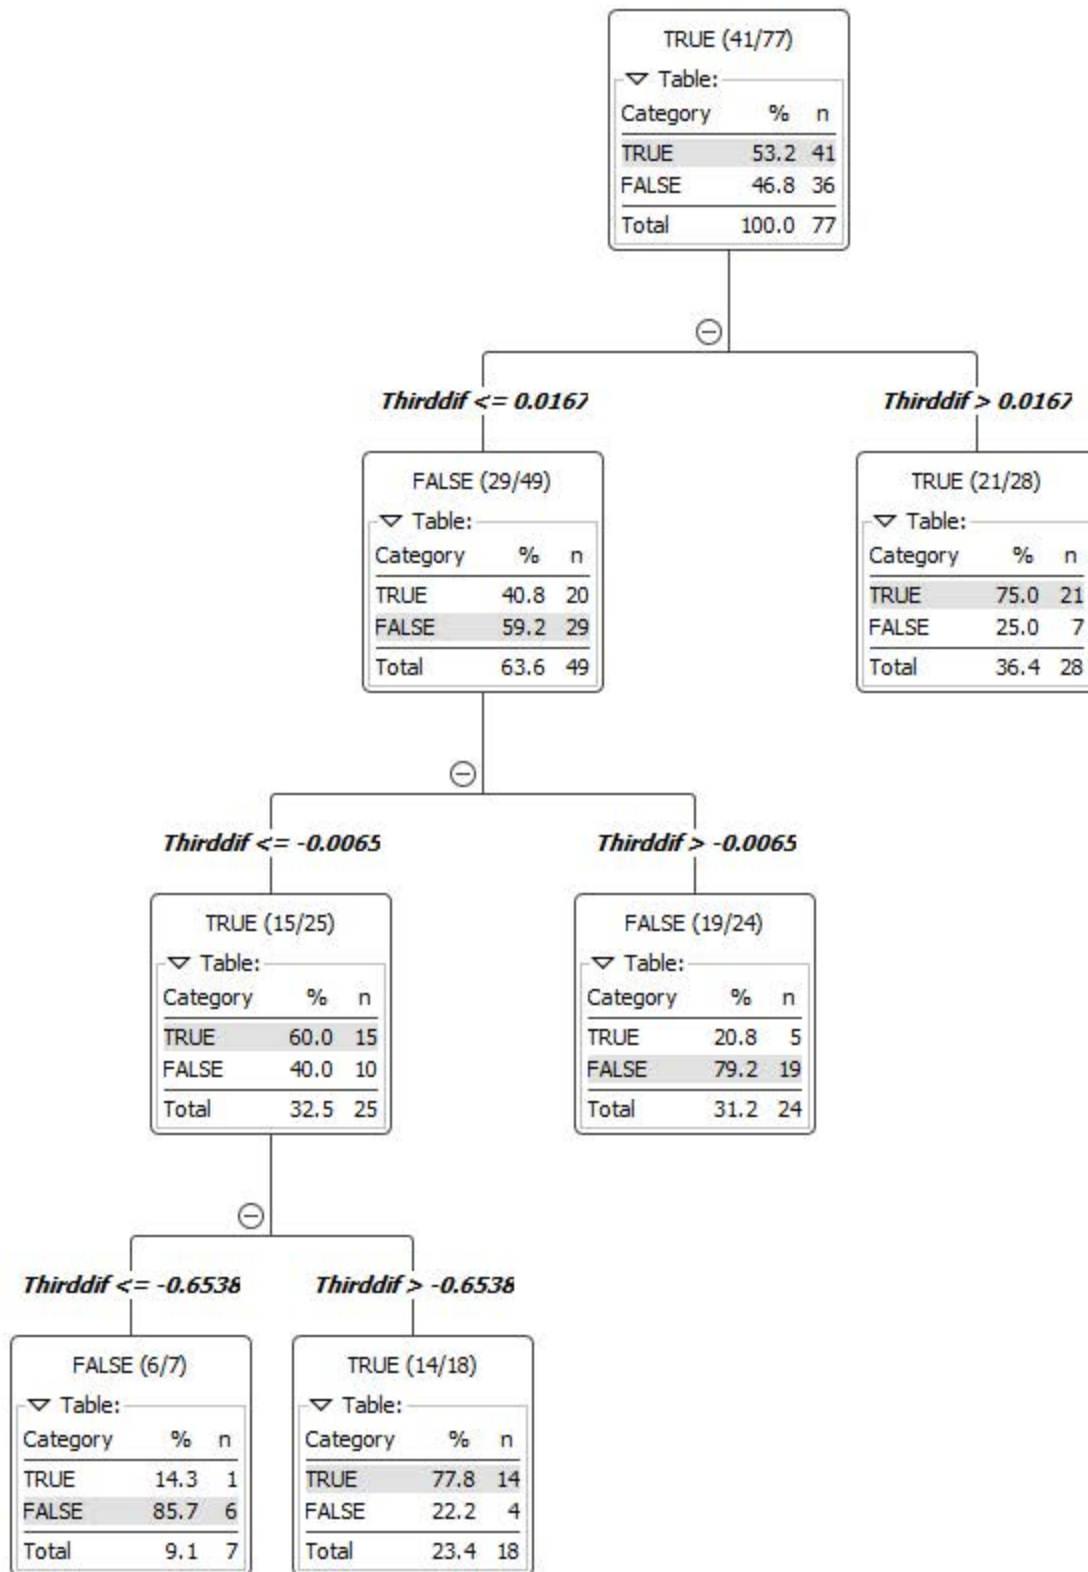 TRUE (41/77)
Table:
Category % n
TRUE 53.2 41
FALSE 46.8 36
Total 100.0 77
Thirddif <= 0.0167
Thirddif > 0.0167
FALSE (29/49)
Table:
Category % n
TRUE 40.8 20
FALSE 59.2 29
Total 63.6 49
TRUE (21/28)
Table:
Category % n
TRUE 75.0 21
FALSE 25.0 7
Total 36.4 28
Thirddif <= -0.0065
Thirddif > -0.0065
TRUE (15/25)
Table:
Category % n
TRUE 60.0 15
FALSE 40.0 10
Total 32.5 25
FALSE (19/24)
Table:
Category % n
TRUE 20.8 5
FALSE 79.2 19
Total 31.2 24
Thirddif <= -0.6538
Thirddif > -0.6538
FALSE (6/7)
Table:
Category % n
TRUE 14.3 1
FALSE 85.7 6
Total 9.1 7
TRUE (14/18)
Table:
Category % n
TRUE 77.8 14
FALSE 22.2 4
Total 23.4 18